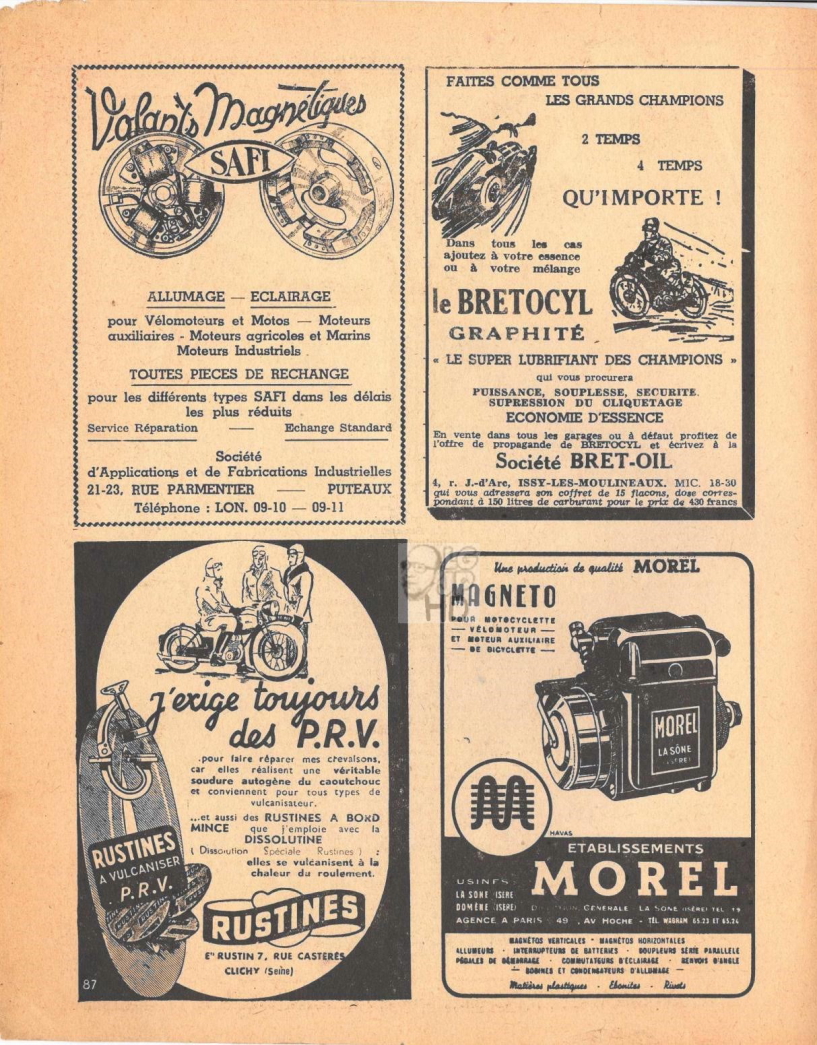 Volants Magnétiques
SAFI
ALLUMAGE — ECLAIRAGE
pour Vélomoteurs et Motos — Moteurs
auxiliaires - Moteurs agricoles et Marins
Moteurs Industriels
TOUTES PIECES DE RECHANGE
pour les différents types SAFI dans les délais
les plus réduits
Service Réparation — Echange Standard
Société
d'Applications et de Fabrications Industrielles
21-23, RUE PARMENTIER — PUTEAUX
Téléphone : LON. 09-10 — 09-11
FAITES COMME TOUS
LES GRANDS CHAMPIONS
2 TEMPS
4 TEMPS
QU'IMPORTE !
Dans tous les cas
ajoutez à votre essence
ou à votre mélange
le BRETOCYL
GRAPHITÉ
« LE SUPER LUBRIFIANT DES CHAMPIONS »
qui vous procurera
PUISSANCE, SOUPLESSE, SECURITE
SUPRESSION DU CLIQUETAGE
ECONOMIE D'ESSENCE
En vente dans tous les garages ou à défaut profitez de
l'offre de propagande de BRETOCYL et écrivez à la
Société BRET-OIL
4, r. J.-d'Arc, ISSY-LES-MOULINEAUX. MIC. 18-30
qui vous adressera son coffret de 15 flacons, dose corres-
pondant à 150 litres de carburant pour le prix de 430 francs
j'exige toujours
des P.R.V.
..pour faire réparer mes crevaisons,
car elles réalisent une véritable
soudure autogène du caoutchouc
et conviennent pour tous types de
vulcanisateur.
...et aussi des RUSTINES A BORD
MINCE que j'emploie avec la
DISSOLUTINE
( Dissolution Spéciale Rustines ) :
elles se vulcanisent à la
chaleur du roulement.
RUSTINES
A VULCANISER
P.R.V.
RUSTINES
Ets RUSTIN 7, RUE CASTÉRÈS
CLICHY (Seine)
87
Une production de qualité MOREL
MAGNETO
POUR MOTOCYCLETTE
— VÉLOMOTEUR —
ET MOTEUR AUXILIAIRE
— DE BICYCLETTE —
MOREL
LA SÔNE
(ISÈRE)
HAVAS
ETABLISSEMENTS
MOREL
USINES
LA SONE (ISERE)
DOMÈNE (ISERE)
GENERALE LA SONE (ISÈRE) TEL 19
AGENCE A PARIS 49, AV HOCHE - TÉL. WAGRAM 65.23 ET 65.24
MAGNÉTOS VERTICALES • MAGNÉTOS HORIZONTALES
ALLUMEURS · INTERRUPTEURS DE BATTERIES · COUPLEURS SÉRIE PARALLÈLE
PÉDALES DE DÉMARRAGE · COMMUTATEURS D'ÉCLAIRAGE · RENVOIS D'ANGLE
— BOBINES ET CONDENSATEURS D'ALLUMAGE —
Matières plastiques · Ebonites · Rivets
BIG
UP
HD